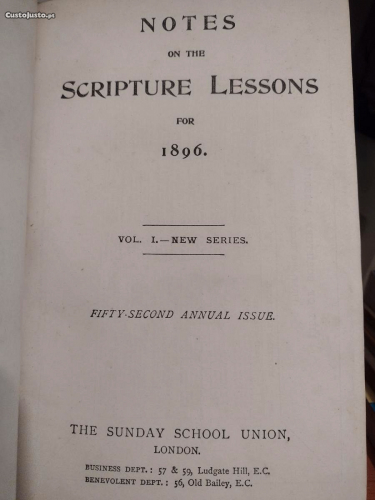 CustoJusto.pt
NOTES
ON THE
SCRIPTURE LESSONS
FOR
1896.
VOL. I.—NEW SERIES.
FIFTY-SECOND ANNUAL ISSUE.
THE SUNDAY SCHOOL UNION,
LONDON.
BUSINESS DEPT.: 57 & 59, Ludgate Hill, E.C.
BENEVOLENT DEPT.: 56, Old Bailey, E.C.